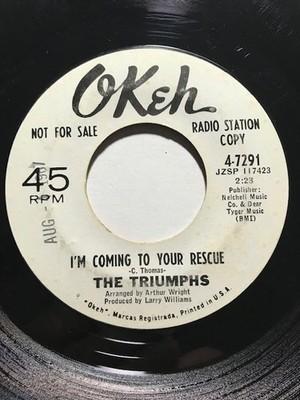 OKeh
NOT FOR SALE
RADIO STATION
COPY
4-7291
JZSP 117423
2:23
Publisher:
Nelchell Music
Co. & Dear
Tyger Music
(BMI)
45
RPM
AUG
I'M COMING TO YOUR RESCUE
-C. Thomas-
THE TRIUMPHS
Arranged by Arthur Wright
Produced by Larry Williams
"Okeh", Marcas Registrada, Printed in U.S.A.